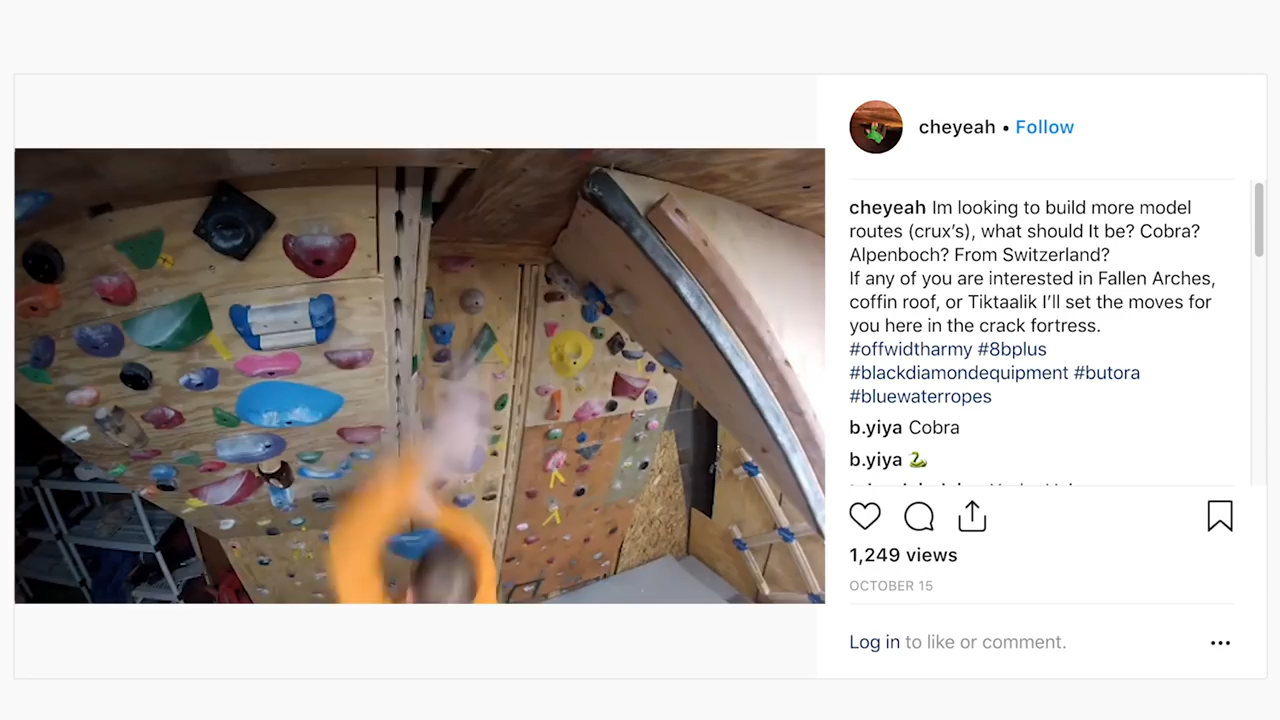 cheyeah • Follow
cheyeah Im looking to build more model
routes (crux's), what should It be? Cobra?
Alpenboch? From Switzerland?
If any of you are interested in Fallen Arches,
coffin roof, or Tiktaalik I'll set the moves for
you here in the crack fortress.
#offwidtharmy #8bplus
#blackdiamondequipment #butora
#bluewaterropes
b.yiya Cobra
b.yiya 🐍
1,249 views
OCTOBER 15
Log in to like or comment.